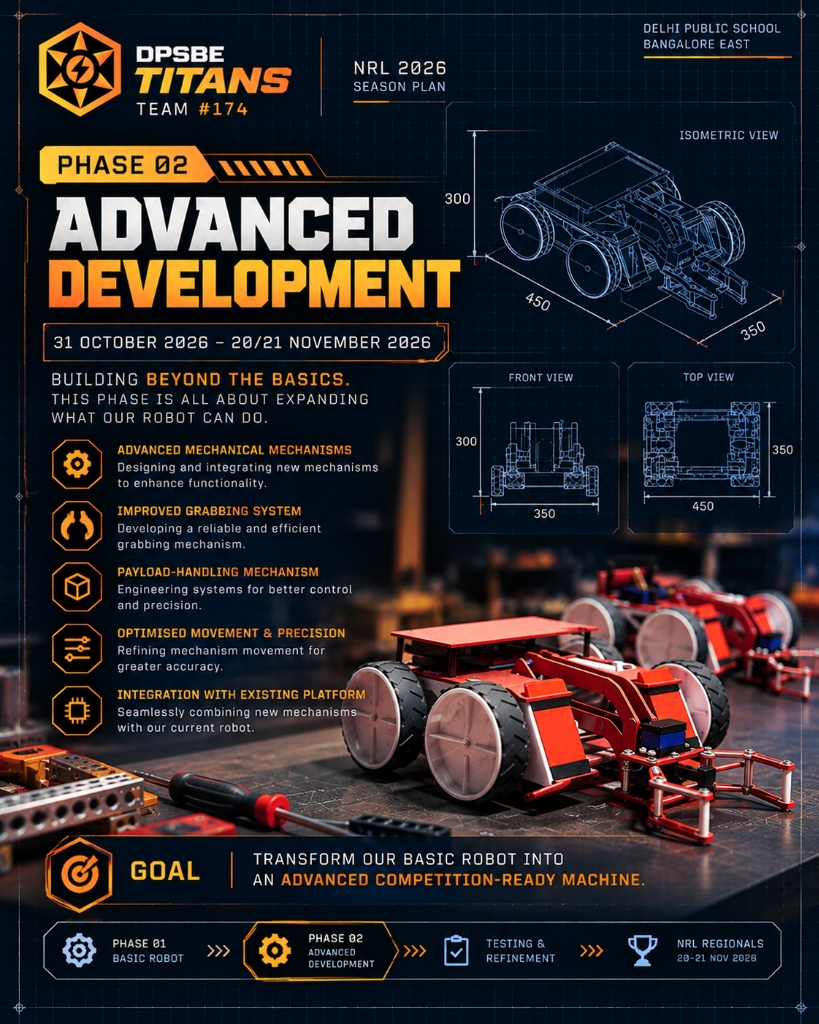 DPSBE
TITANS
TEAM #174
NRL 2026
SEASON PLAN
DELHI PUBLIC SCHOOL
BANGALORE EAST
PHASE 02
ADVANCED
DEVELOPMENT
31 OCTOBER 2026 – 20/21 NOVEMBER 2026
BUILDING BEYOND THE BASICS.
THIS PHASE IS ALL ABOUT EXPANDING
WHAT OUR ROBOT CAN DO.
ISOMETRIC VIEW
300
450
350
FRONT VIEW
300
350
TOP VIEW
350
450
ADVANCED MECHANICAL MECHANISMS
Designing and integrating new mechanisms
to enhance functionality.
IMPROVED GRABBING SYSTEM
Developing a reliable and efficient
grabbing mechanism.
PAYLOAD-HANDLING MECHANISM
Engineering systems for better control
and precision.
OPTIMISED MOVEMENT & PRECISION
Refining mechanism movement for
greater accuracy.
INTEGRATION WITH EXISTING PLATFORM
Seamlessly combining new mechanisms
with our current robot.
GOAL
TRANSFORM OUR BASIC ROBOT INTO
AN ADVANCED COMPETITION-READY MACHINE.
PHASE 01
BASIC ROBOT
PHASE 02
ADVANCED
DEVELOPMENT
TESTING &
REFINEMENT
NRL REGIONALS
20-21 NOV 2026